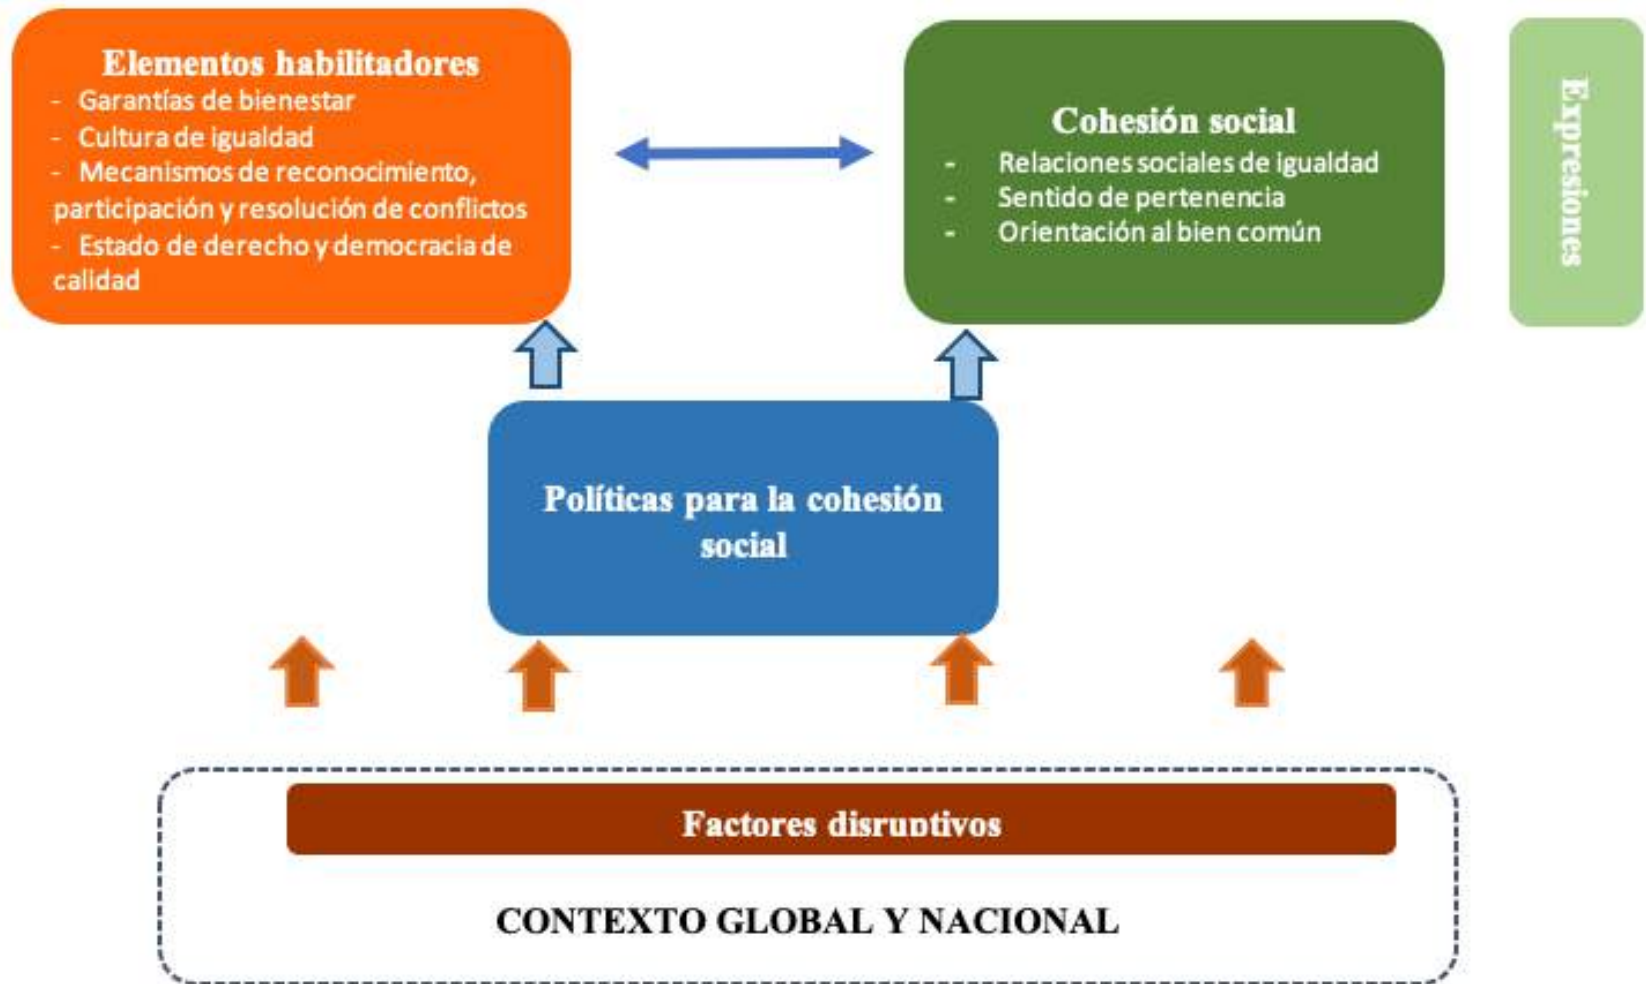 Elementos habilitadores
- Garantías de bienestar
- Cultura de igualdad
- Mecanismos de reconocimiento,
participación y resolución de conflictos
- Estado de derecho y democracia de
calidad
Cohesión social
- Relaciones sociales de igualdad
- Sentido de pertenencia
- Orientación al bien común
Expresiones
Políticas para la cohesión
social
Factores disruptivos
CONTEXTO GLOBAL Y NACIONAL